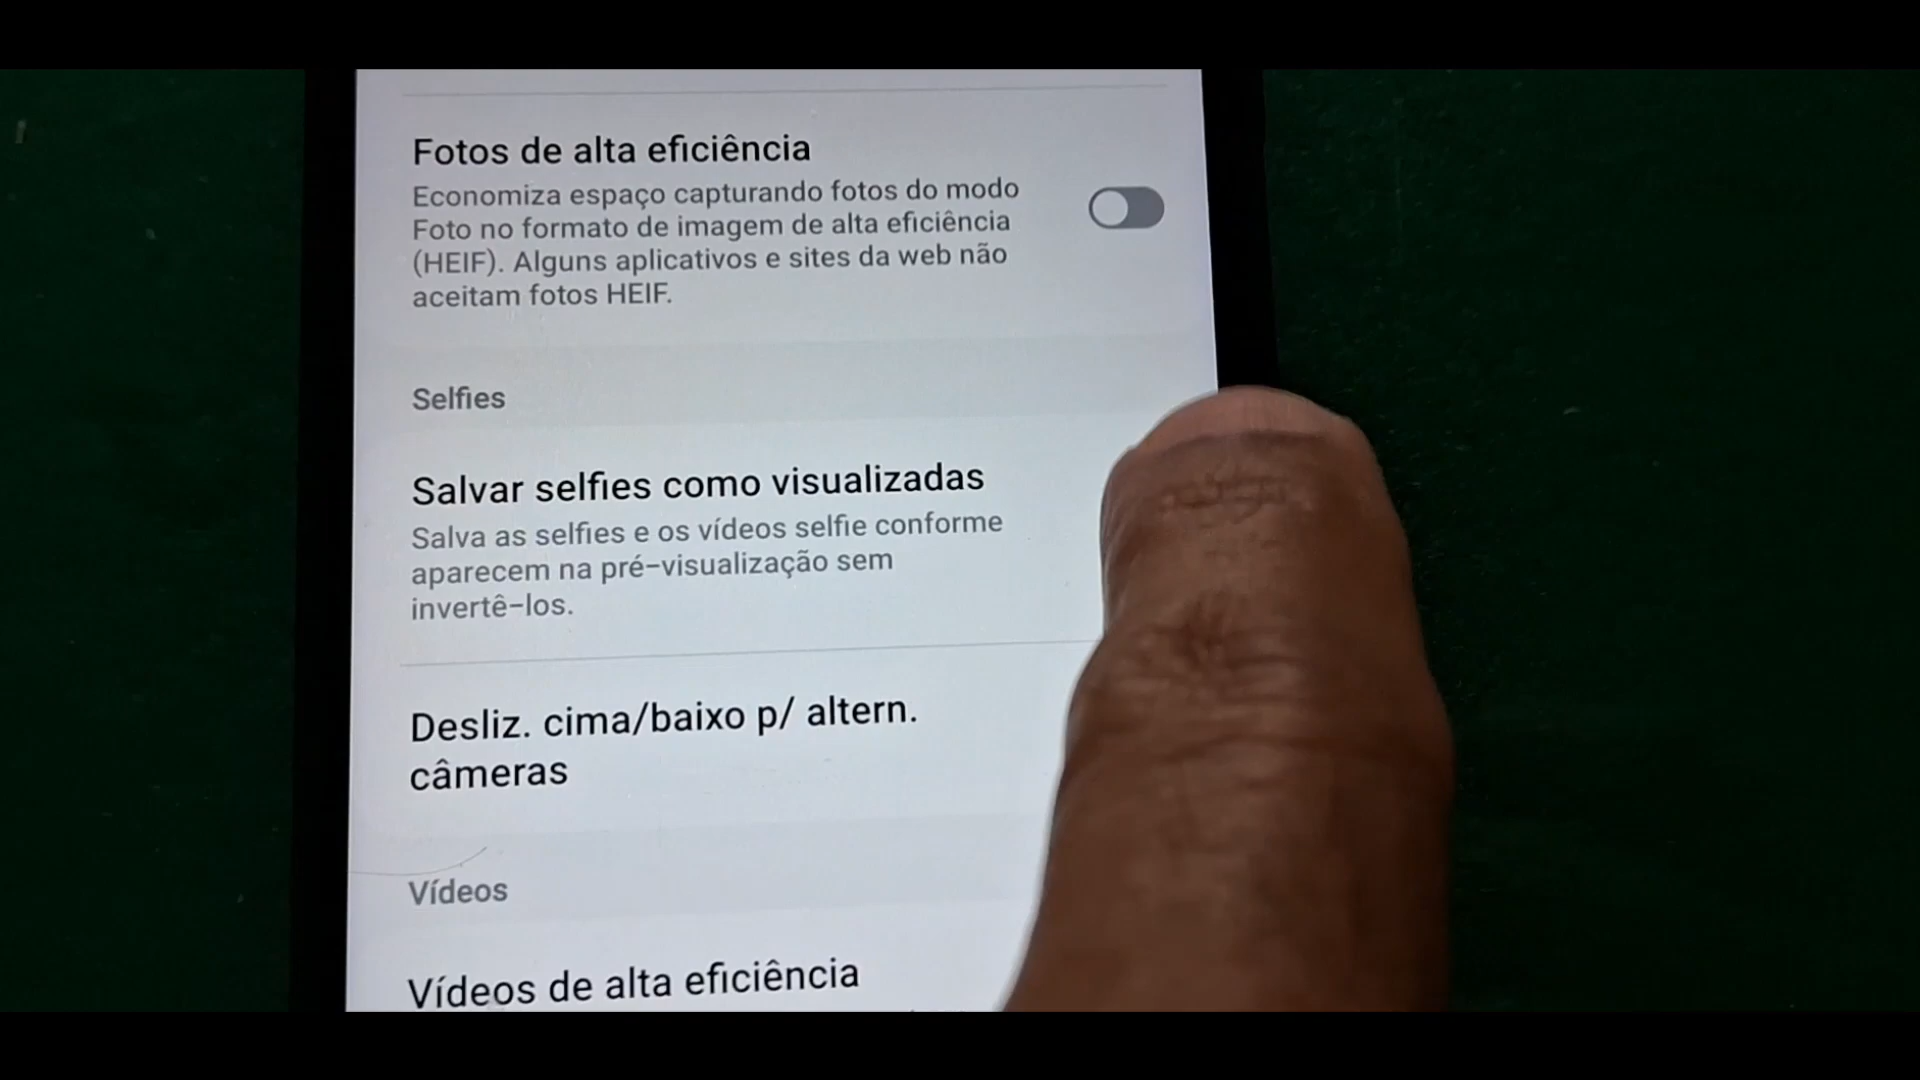 Fotos de alta eficiência
Economiza espaço capturando fotos do modo
Foto no formato de imagem de alta eficiência
(HEIF). Alguns aplicativos e sites da web não
aceitam fotos HEIF.
Selfies
Salvar selfies como visualizadas
Salva as selfies e os vídeos selfie conforme
aparecem na pré-visualização sem
invertê-los.
Desliz. cima/baixo p/ altern.
câmeras
Vídeos
Vídeos de alta eficiência